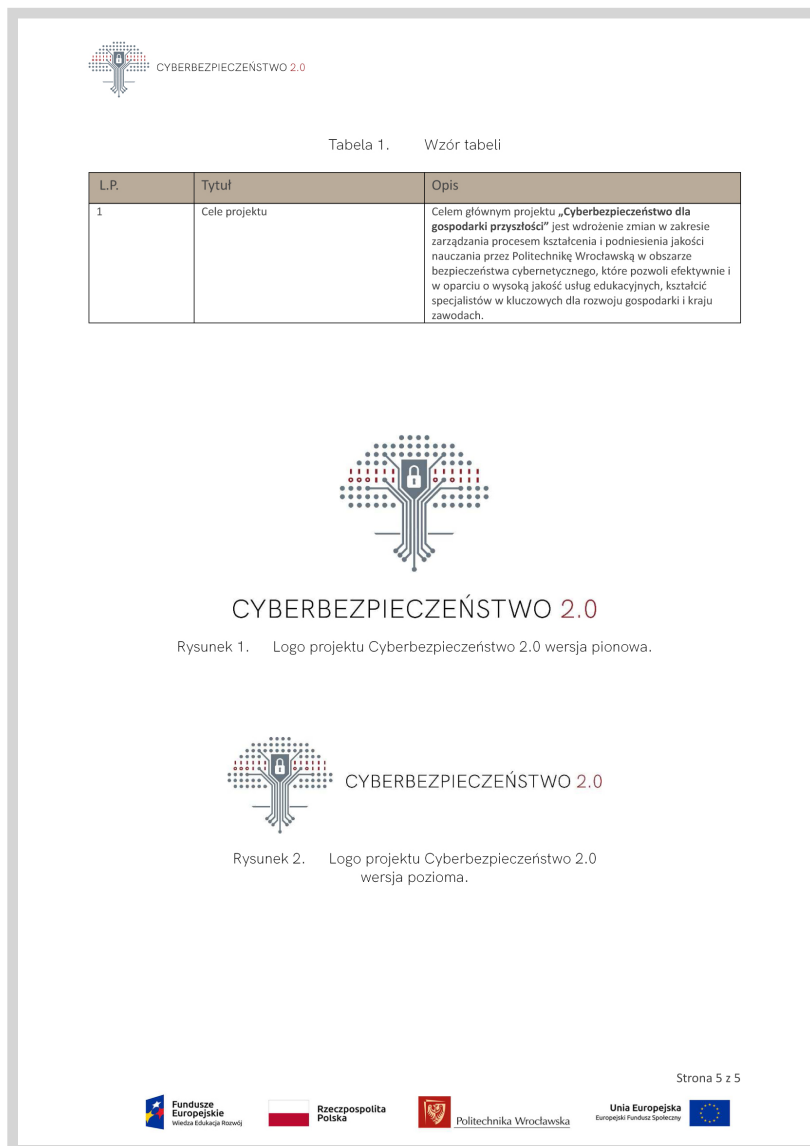 CYBERBEZPIECZEŃSTWO 2.0
Tabela 1. Wzór tabeli
L.P. Tytuł Opis
1 Cele projektu Celem głównym projektu „Cyberbezpieczeństwo dla
gospodarki przyszłości” jest wdrożenie zmian w zakresie
zarządzania procesem kształcenia i podniesienia jakości
nauczania przez Politechnikę Wrocławską w obszarze
bezpieczeństwa cybernetycznego, które pozwoli efektywnie i
w oparciu o wysoką jakość usług edukacyjnych, kształcić
specjalistów w kluczowych dla rozwoju gospodarki i kraju
zawodach.
CYBERBEZPIECZEŃSTWO 2.0
Rysunek 1. Logo projektu Cyberbezpieczeństwo 2.0 wersja pionowa.
CYBERBEZPIECZEŃSTWO 2.0
Rysunek 2. Logo projektu Cyberbezpieczeństwo 2.0
wersja pozioma.
Strona 5 z 5
Fundusze
Europejskie
Wiedza Edukacja Rozwój
Rzeczpospolita
Polska
Politechnika Wrocławska
Unia Europejska
Europejski Fundusz Społeczny